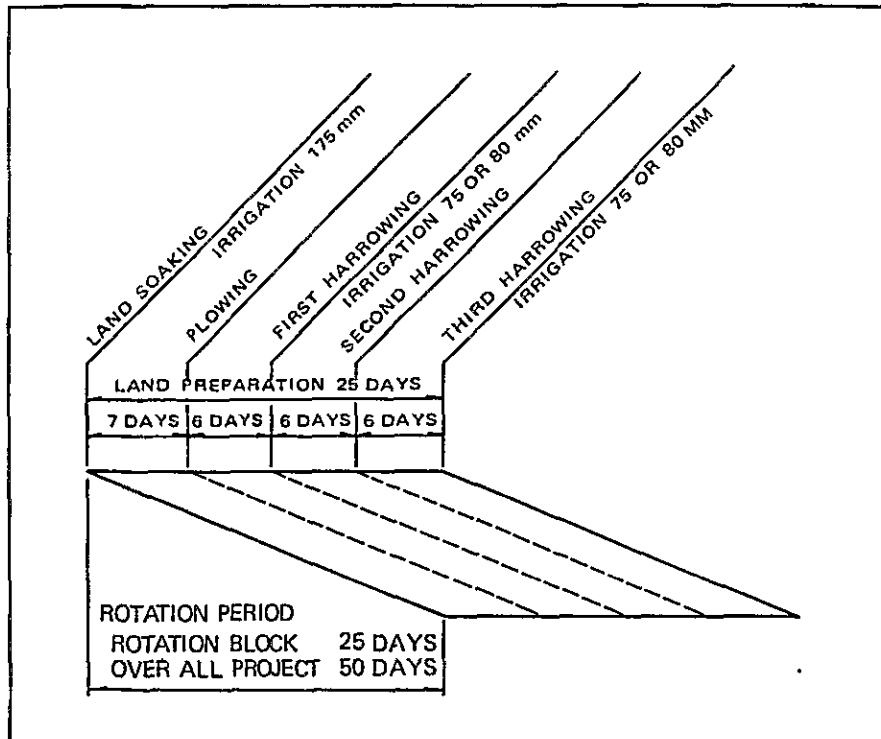 LAND SOAKING
IRRIGATION 175 mm
PLOWING
FIRST HARROWING
IRRIGATION 75 OR 80 mm
SECOND HARROWING
THIRD HARROWING
IRRIGATION 75 OR 80 MM
LAND PREPARATION 25 DAYS
7 DAYS 6 DAYS 6 DAYS 6 DAYS
ROTATION PERIOD
ROTATION BLOCK 25 DAYS
OVER ALL PROJECT 50 DAYS